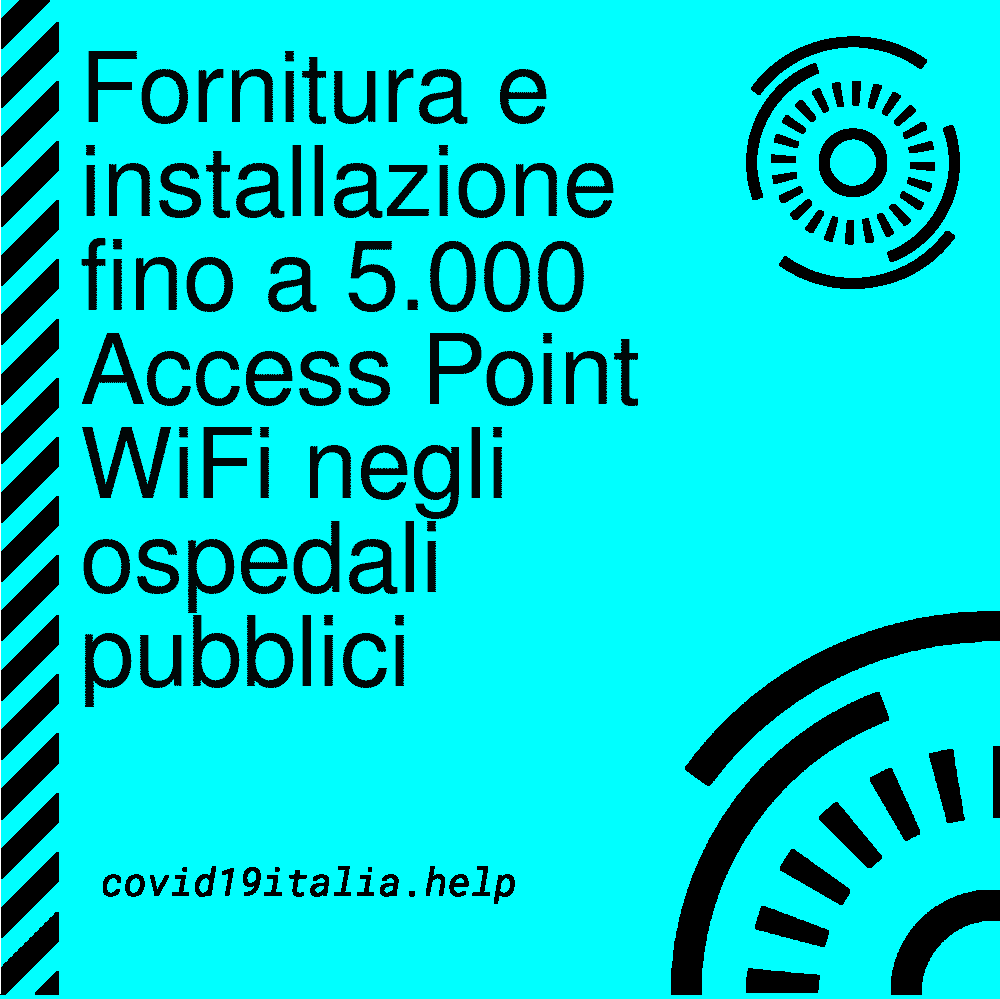 Fornitura e
installazione
fino a 5.000
Access Point
WiFi negli
ospedali
pubblici
covid19italia.help